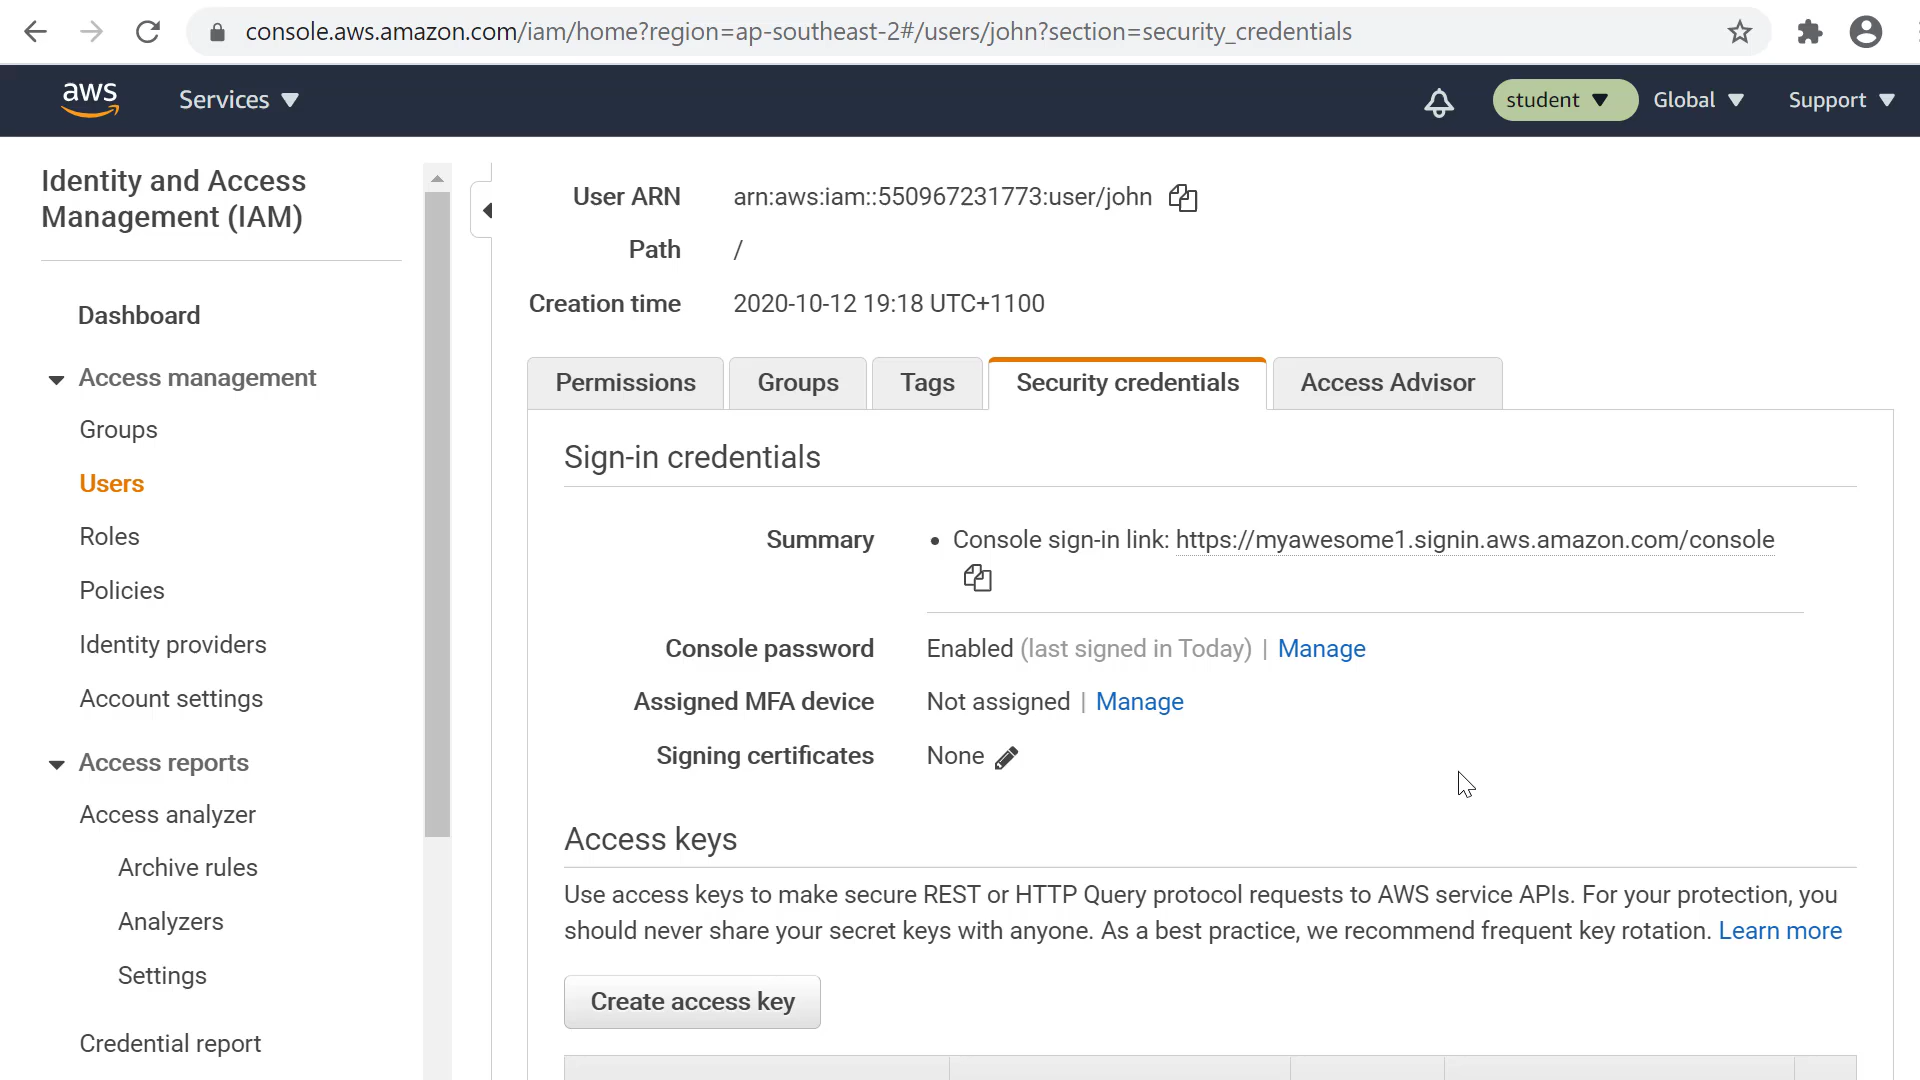 console.aws.amazon.com/iam/home?region=ap-southeast-2#/users/john?section=security_credentials
aws
Services
student
Global
Support
Identity and Access
Management (IAM)
Dashboard
Access management
Groups
Users
Roles
Policies
Identity providers
Account settings
Access reports
Access analyzer
Archive rules
Analyzers
Settings
Credential report
User ARN arn:aws:iam::550967231773:user/john
Path /
Creation time 2020-10-12 19:18 UTC+1100
Permissions Groups Tags Security credentials Access Advisor
Sign-in credentials
Summary • Console sign-in link: https://myawesome1.signin.aws.amazon.com/console
Console password Enabled (last signed in Today) | Manage
Assigned MFA device Not assigned | Manage
Signing certificates None
Access keys
Use access keys to make secure REST or HTTP Query protocol requests to AWS service APIs. For your protection, you
should never share your secret keys with anyone. As a best practice, we recommend frequent key rotation. Learn more
Create access key